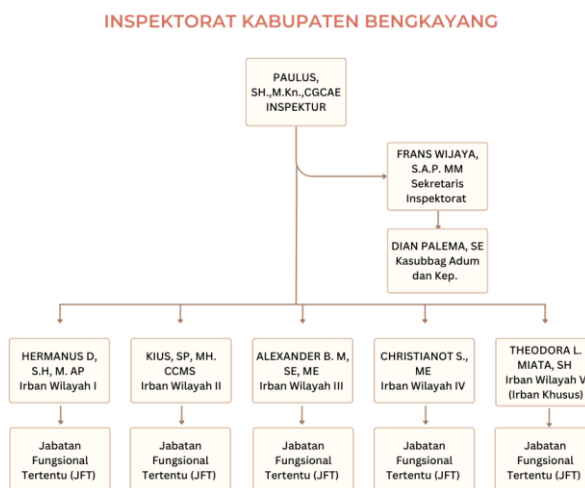 INSPEKTORAT KABUPATEN BENGKAYANG
PAULUS,
SH.,M.Kn.,CGCAE
INSPEKTUR
FRANS WIJAYA,
S.A.P. MM
Sekretaris
Inspektorat
DIAN PALEMA, SE
Kasubbag Adum
dan Kep.
HERMANUS D,
S.H, M. AP
Irban Wilayah I
KIUS, SP, MH.
CCMS
Irban Wilayah II
ALEXANDER B. M,
SE, ME
Irban Wilayah III
CHRISTIANOT S.,
ME
Irban Wilayah IV
THEODORA L.
MIATA, SH
Irban Wilayah V
(Irban Khusus)
Jabatan
Fungsional
Tertentu (JFT)
Jabatan
Fungsional
Tertentu (JFT)
Jabatan
Fungsional
Tertentu (JFT)
Jabatan
Fungsional
Tertentu (JFT)
Jabatan
Fungsional
Tertentu (JFT)